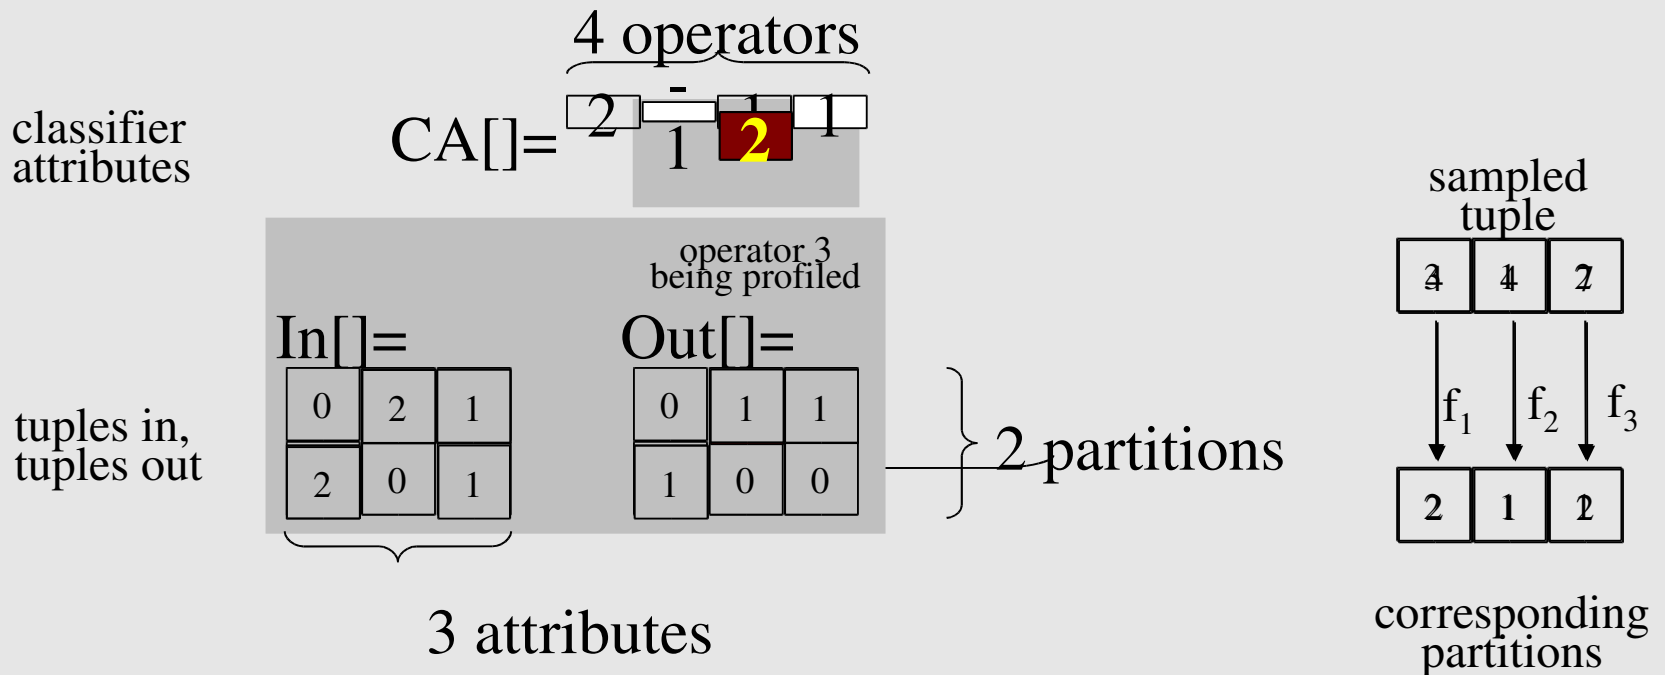 4 operators
classifier
attributes
CA[]=
2
-
1
2
1
sampled
tuple
operator 3
being profiled
In[]=
Out[]=
0 2 1
0 1 1
2 0 1
1 0 0
tuples in,
tuples out
2 partitions
f1
f2
f3
2 1
3 attributes
corresponding
partitions